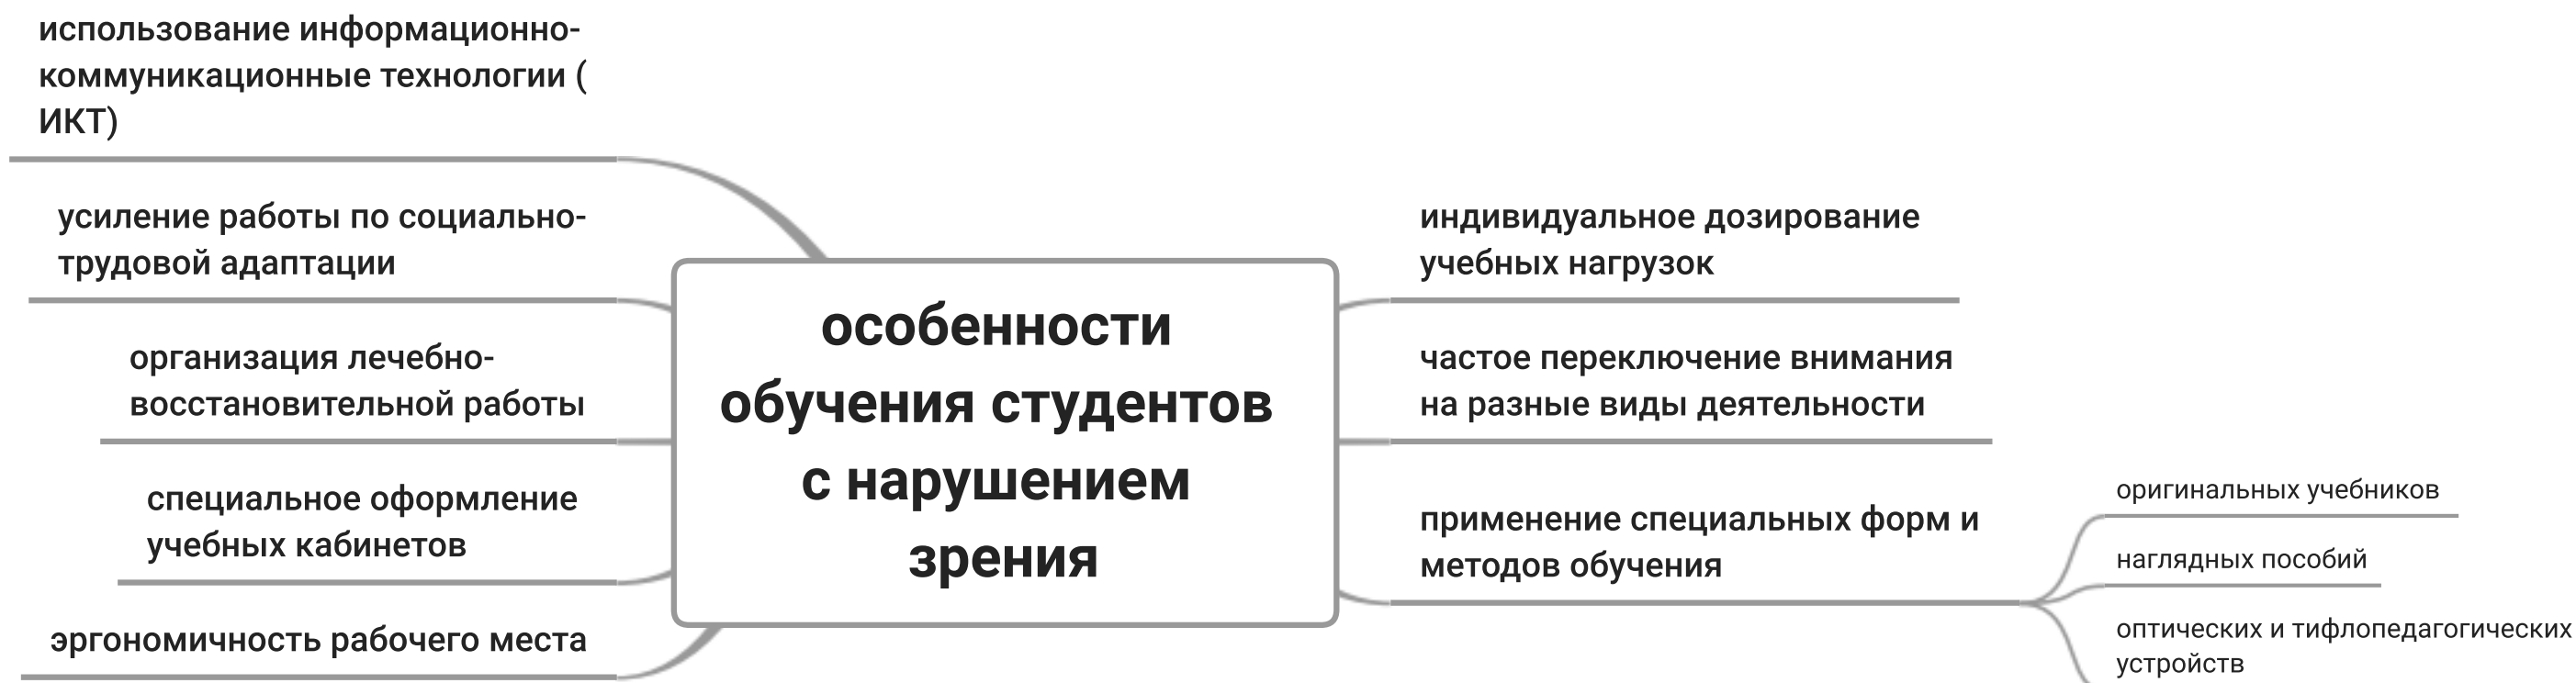 использование информационно-
коммуникационные технологии (
ИКТ)
усиление работы по социально-
трудовой адаптации
организация лечебно-
восстановительной работы
специальное оформление
учебных кабинетов
эргономичность рабочего места
особенности
обучения студентов
с нарушением
зрения
индивидуальное дозирование
учебных нагрузок
частое переключение внимания
на разные виды деятельности
применение специальных форм и
методов обучения
оригинальных учебников
наглядных пособий
оптических и тифлопедагогических
устройств